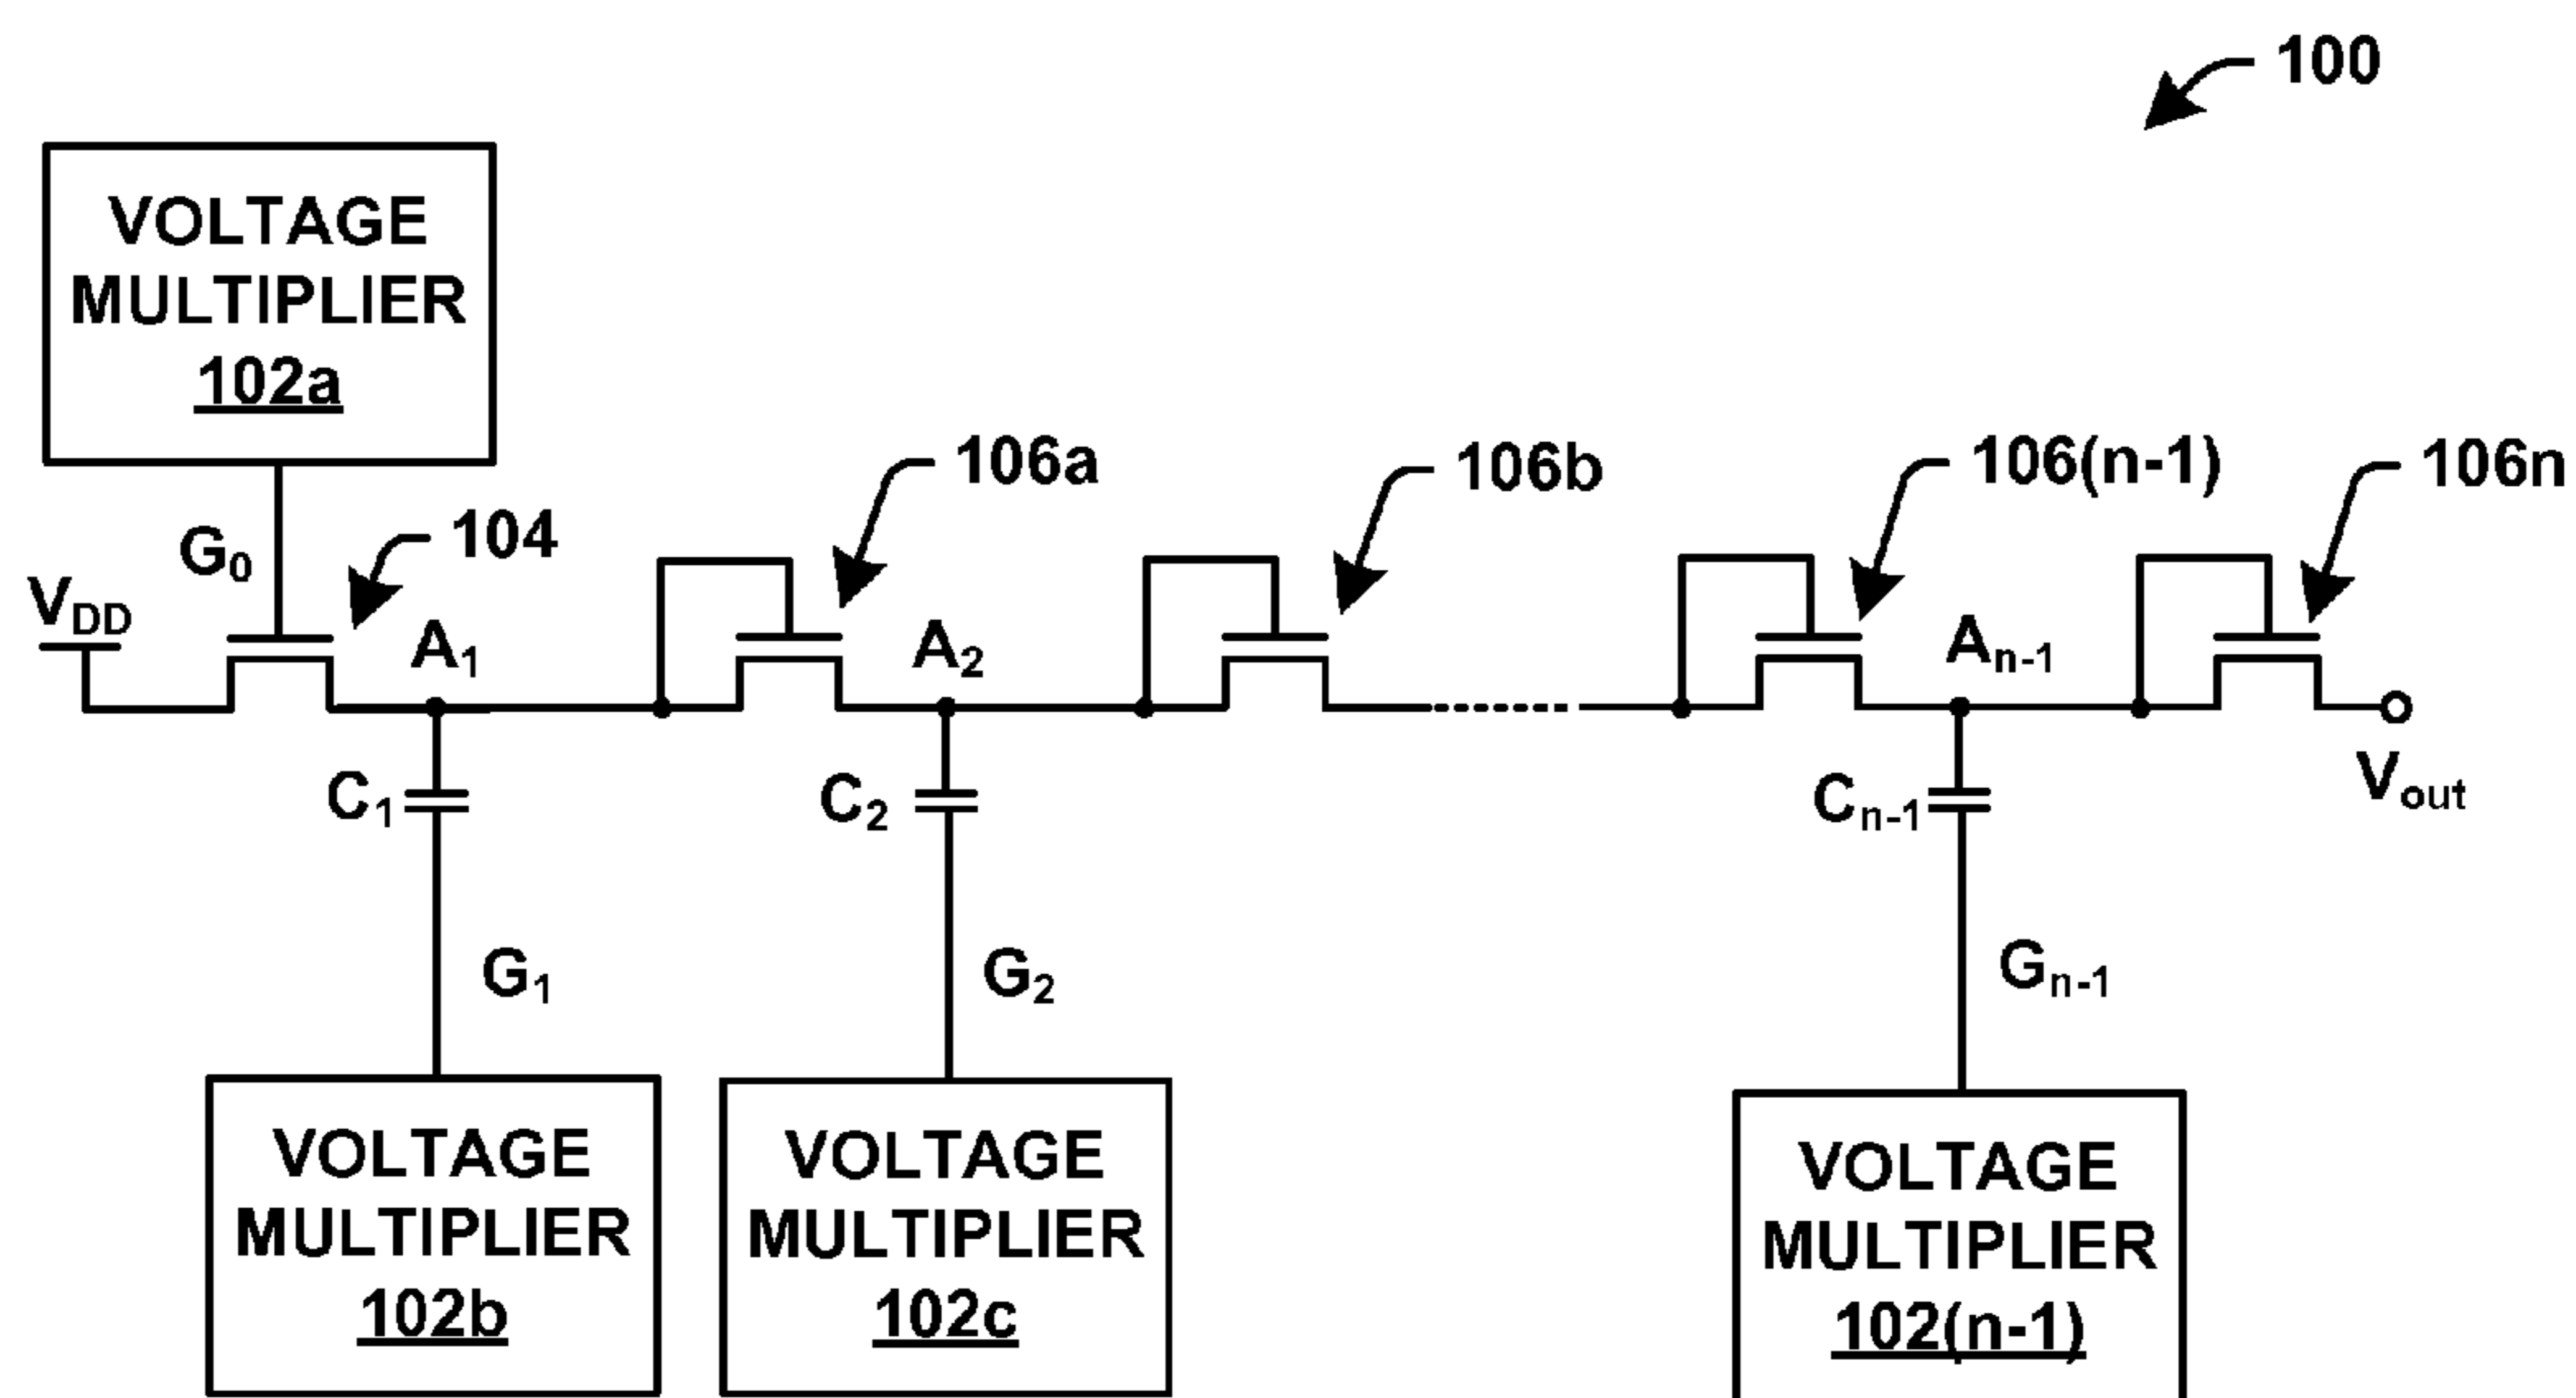 100
VOLTAGE
MULTIPLIER
102a
G0
104
106a
106b
106(n-1)
106n
VDD
A1
A2
An-1
C1
C2
Cn-1
Vout
G1
G2
Gn-1
VOLTAGE
MULTIPLIER
102b
VOLTAGE
MULTIPLIER
102c
VOLTAGE
MULTIPLIER
102(n-1)